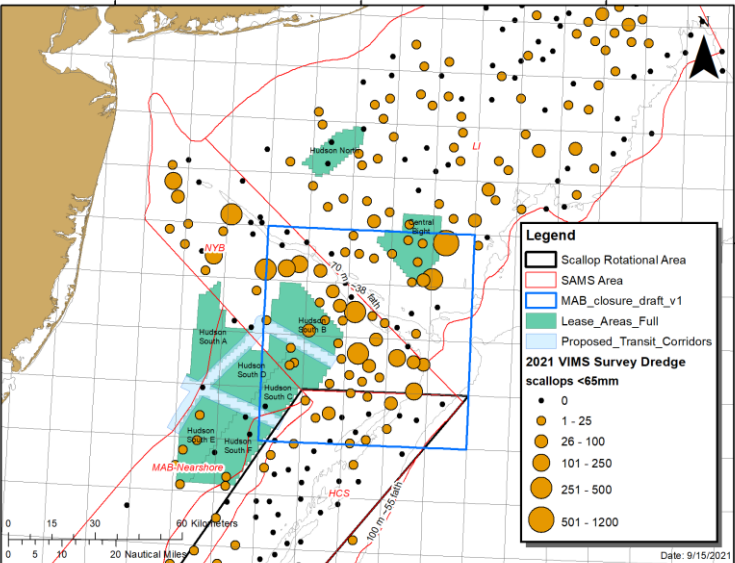 N
LI
Hudson North
Central
Bight
NYB
70 m ~38 fath
Hudson
South A
Hudson
South B
Hudson
South D
Hudson
South C
Hudson
South E
Hudson
South F
MAB-Nearshore
HCS
100 m ~55 fath
Legend
Scallop Rotational Area
SAMS Area
MAB_closure_draft_v1
Lease_Areas_Full
Proposed_Transit_Corridors
2021 VIMS Survey Dredge
scallops <65mm
0
1 - 25
26 - 100
101 - 250
251 - 500
501 - 1200
0 15 30 60 Kilometers
0 5 10 20 Nautical Miles
Date: 9/15/2021